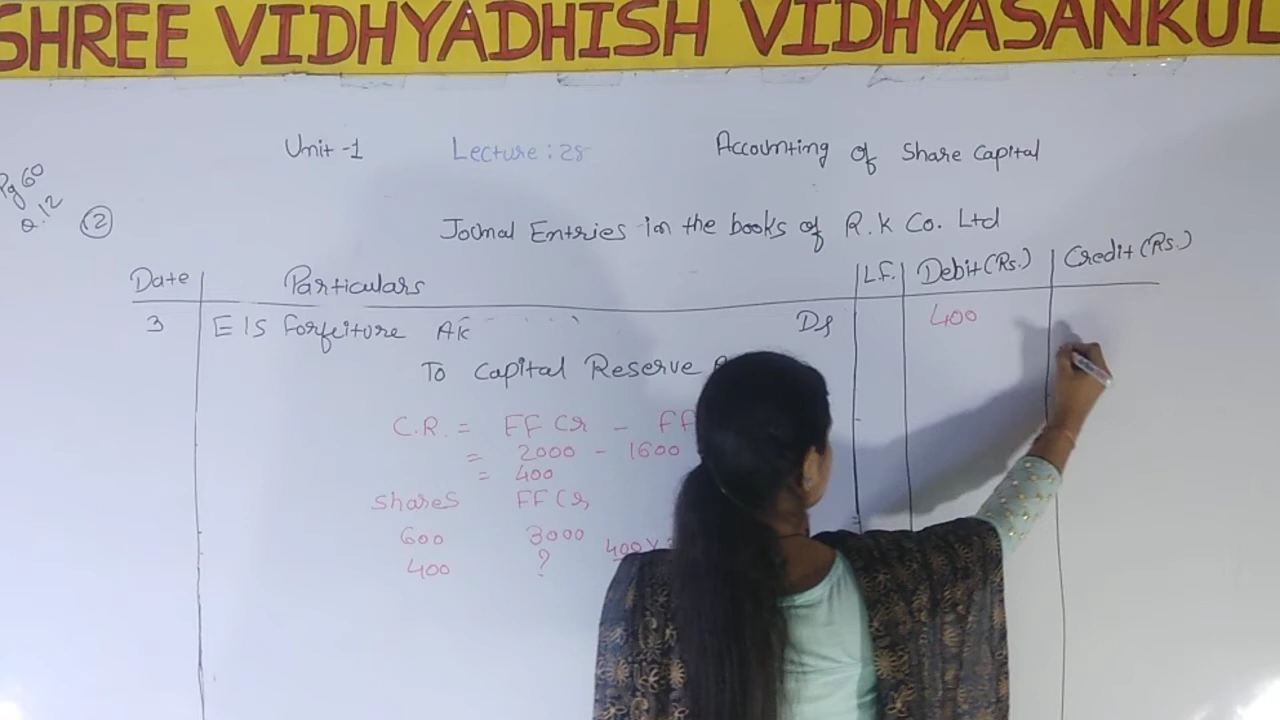 SHREE VIDHYADHISH VIDHYASANKUL
Unit-1 Lecture: 28 Accounting of Share Capital
Pg 60
Q.12
2
Journal Entries in the books of R.K Co. Ltd
Date Particulars L.F. Debit (Rs.) Credit (Rs.)
3 E|S Forfeiture A/c Dr 400
To Capital Reserve
C.R. = FF Cr - FF
= 2000 - 1600
= 400
Shares FF Cr
600 3000
400 ?
400 ×